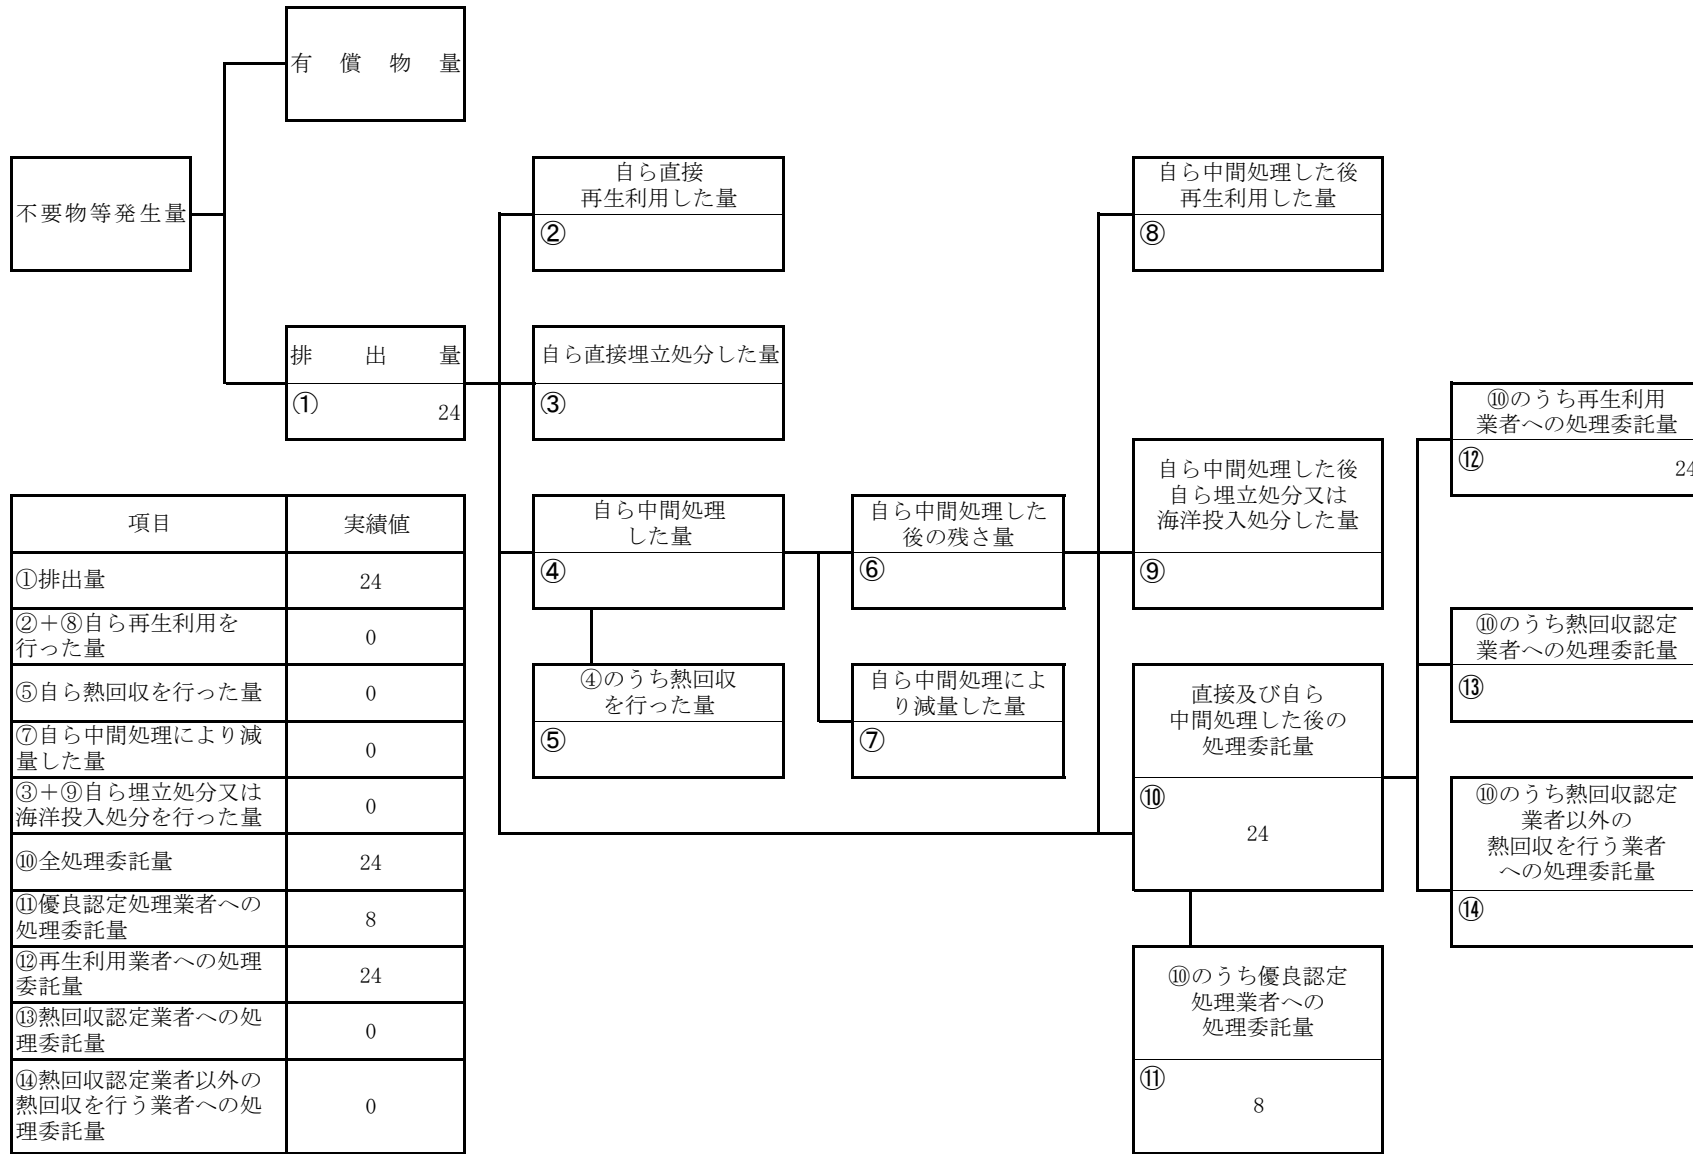 有償物量
不要物等発生量
排出量
①
24
自ら直接
再生利用した量
②
自ら直接埋立処分した量
③
自ら中間処理
した量
④
④のうち熱回収
を行った量
⑤
自ら中間処理した
後の残さ量
⑥
自ら中間処理によ
り減量した量
⑦
自ら中間処理した後
再生利用した量
⑧
自ら中間処理した後
自ら埋立処分又は
海洋投入処分した量
⑨
直接及び自ら
中間処理した後の
処理委託量
⑩
24
⑩のうち優良認定
処理業者への
処理委託量
⑪
8
⑩のうち再生利用
業者への処理委託量
⑫
24
⑩のうち熱回収認定
業者への処理委託量
⑬
⑩のうち熱回収認定
業者以外の
熱回収を行う業者
への処理委託量
⑭
項目 実績値
①排出量 24
②＋⑧自ら再生利用を
行った量 0
⑤自ら熱回収を行った量 0
⑦自ら中間処理により減
量した量 0
③＋⑨自ら埋立処分又は
海洋投入処分を行った量 0
⑩全処理委託量 24
⑪優良認定処理業者への
処理委託量 8
⑫再生利用業者への処理
委託量 24
⑬熱回収認定業者への処
理委託量 0
⑭熱回収認定業者以外の
熱回収を行う業者への処
理委託量 0